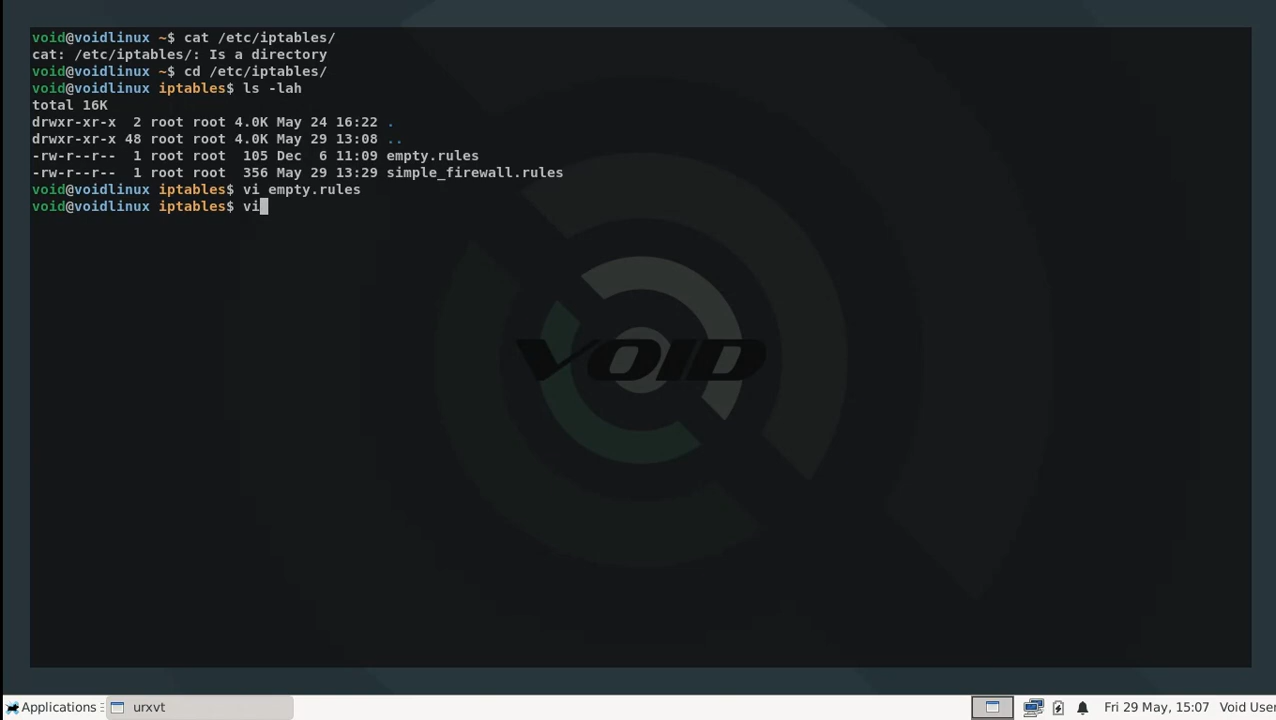 void@voidlinux ~$ cat /etc/iptables/
cat: /etc/iptables/: Is a directory
void@voidlinux ~$ cd /etc/iptables/
void@voidlinux iptables$ ls -lah
total 16K
drwxr-xr-x  2 root root 4.0K May 24 16:22 .
drwxr-xr-x 48 root root 4.0K May 29 13:08 ..
-rw-r--r--  1 root root  105 Dec  6 11:09 empty.rules
-rw-r--r--  1 root root  356 May 29 13:29 simple_firewall.rules
void@voidlinux iptables$ vi empty.rules
void@voidlinux iptables$ vi
VOID
Applications urxvt Fri 29 May, 15:07 Void User